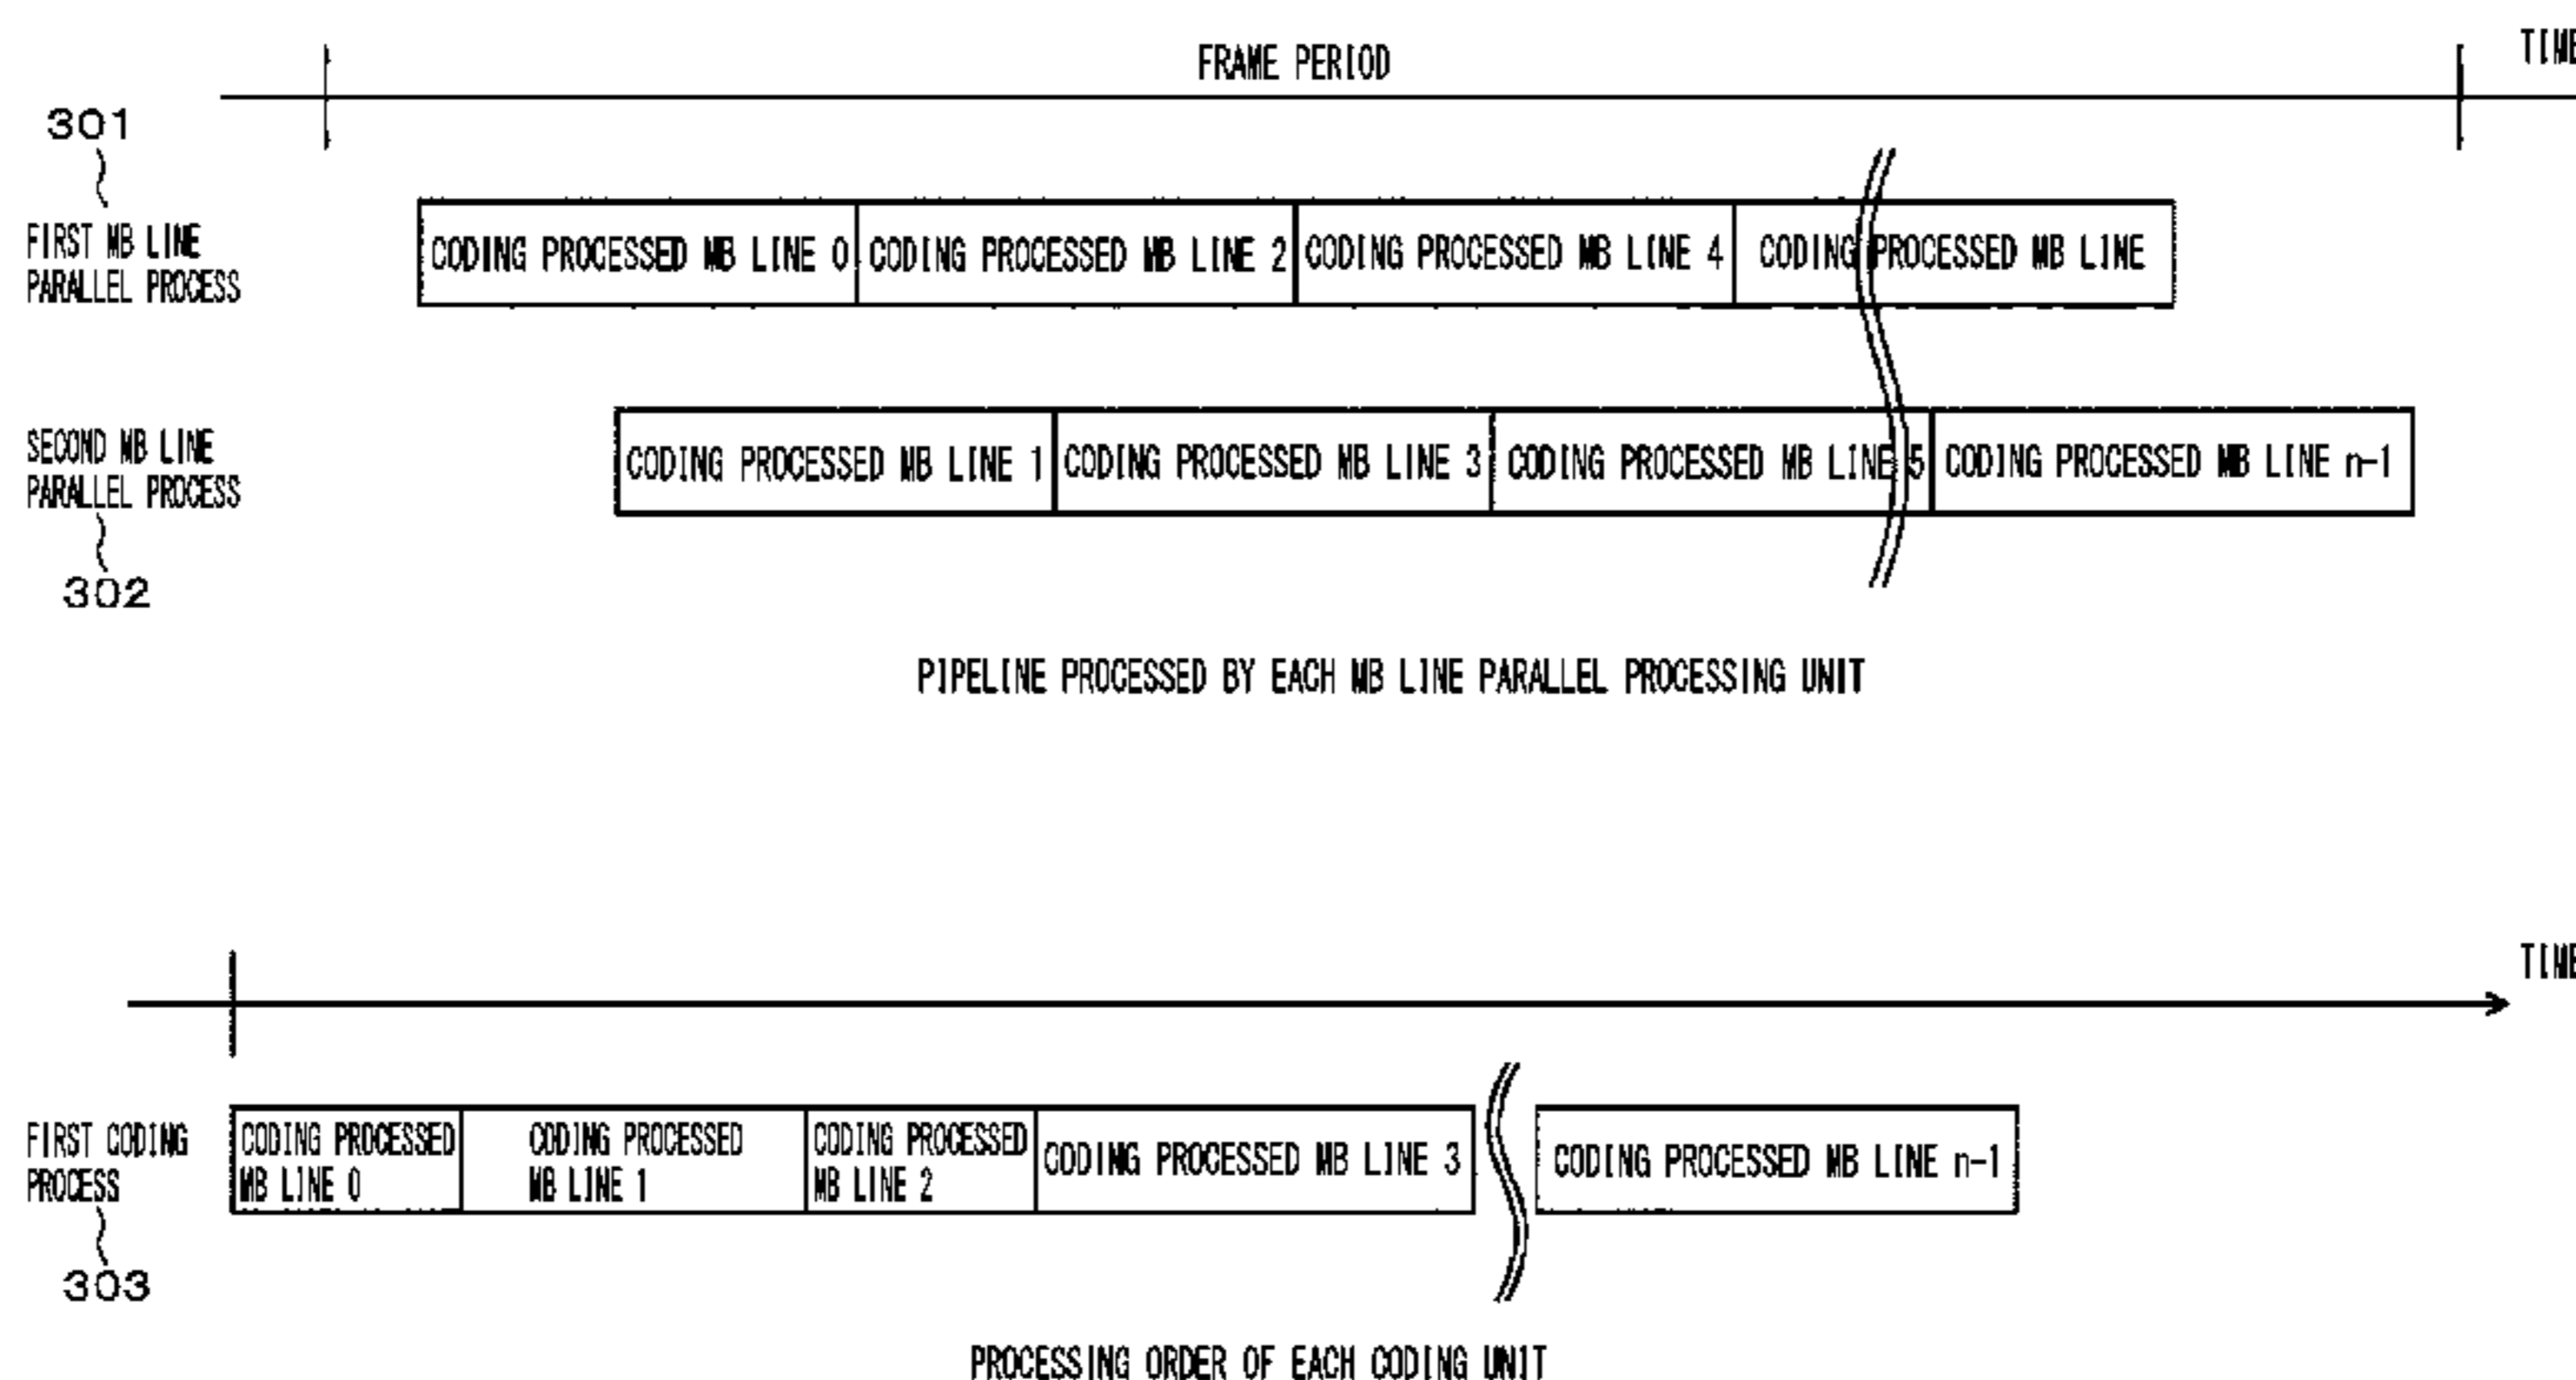 FRAME PERIOD
TIME
301
FIRST MB LINE
PARALLEL PROCESS
CODING PROCESSED MB LINE 0
CODING PROCESSED MB LINE 2
CODING PROCESSED MB LINE 4
CODING PROCESSED MB LINE
SECOND MB LINE
PARALLEL PROCESS
302
CODING PROCESSED MB LINE 1
CODING PROCESSED MB LINE 3
CODING PROCESSED MB LINE 5
CODING PROCESSED MB LINE n-1
PIPELINE PROCESSED BY EACH MB LINE PARALLEL PROCESSING UNIT
TIME
FIRST CODING
PROCESS
303
CODING PROCESSED
MB LINE 0
CODING PROCESSED
MB LINE 1
CODING PROCESSED
MB LINE 2
CODING PROCESSED MB LINE 3
CODING PROCESSED MB LINE n-1
PROCESSING ORDER OF EACH CODING UNIT